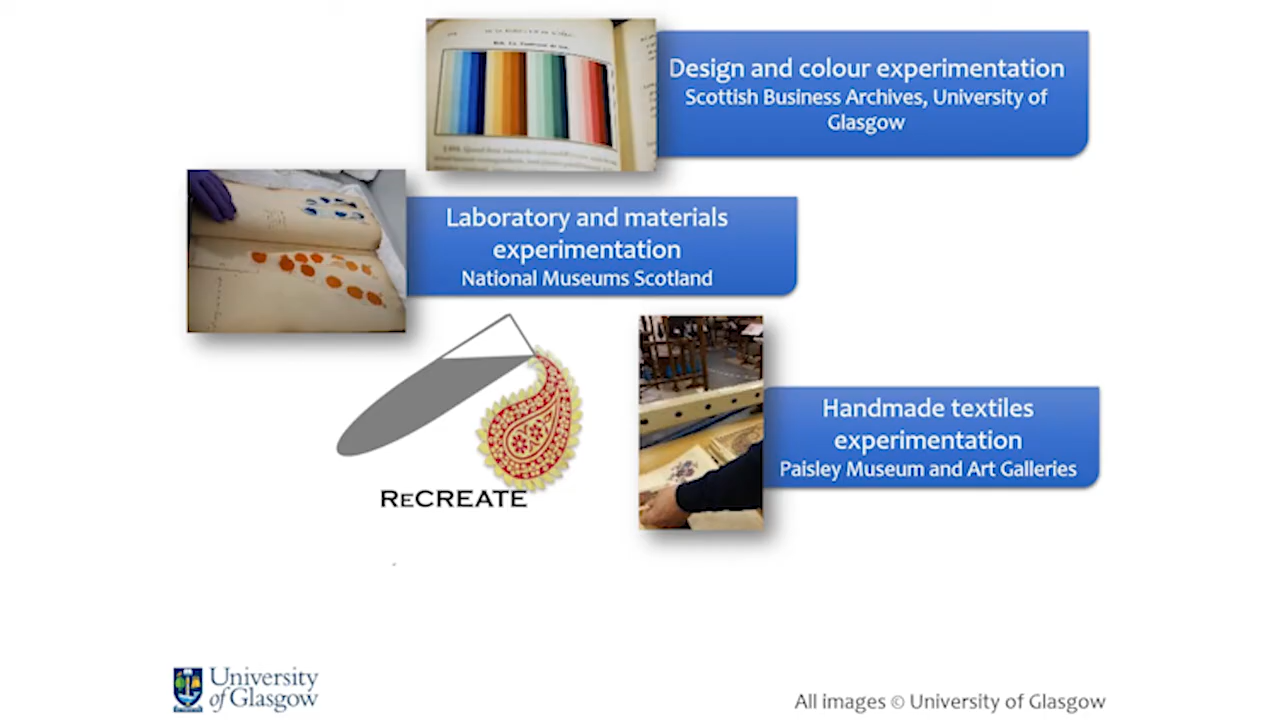 Design and colour experimentation
Scottish Business Archives, University of
Glasgow
Laboratory and materials
experimentation
National Museums Scotland
Handmade textiles
experimentation
Paisley Museum and Art Galleries
RECREATE
University
of Glasgow
All images © University of Glasgow